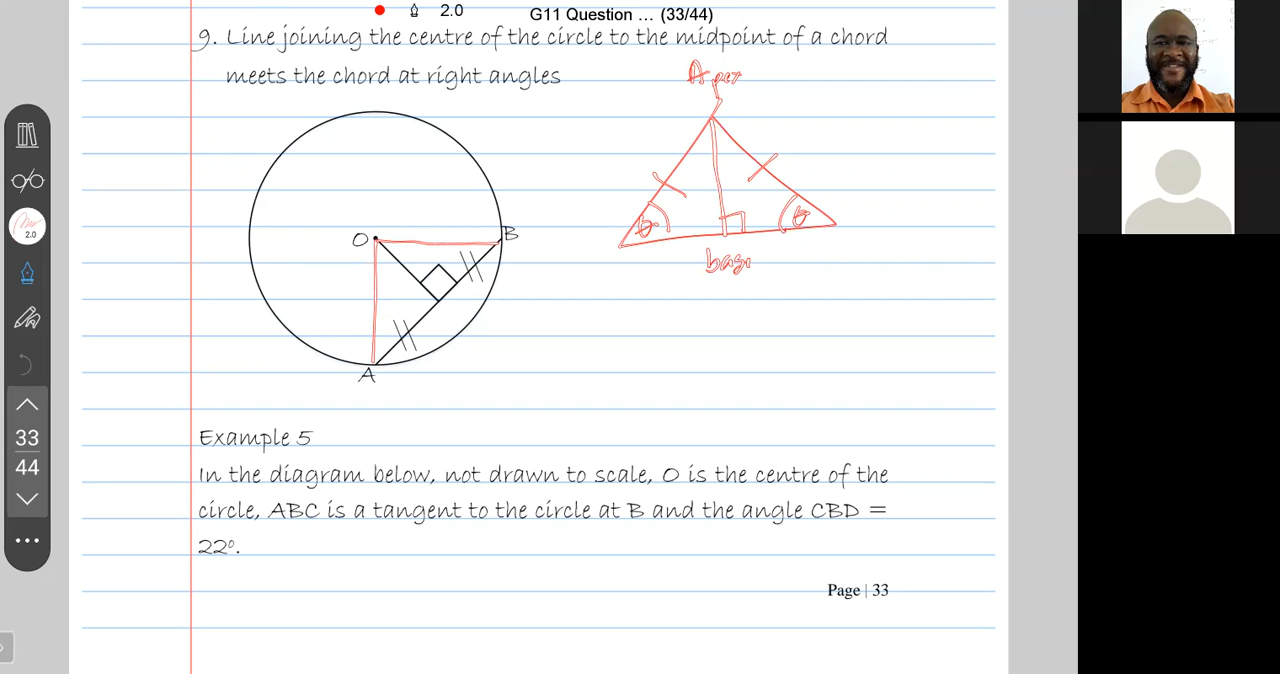 2.0
G11 Question ... (33/44)
9. Line joining the centre of the circle to the midpoint of a chord
meets the chord at right angles
Apex
O
B
A
θ
θ
base
2.0
33
44
Example 5
In the diagram below, not drawn to scale, O is the centre of the
circle, ABC is a tangent to the circle at B and the angle CBD =
22°.
Page | 33